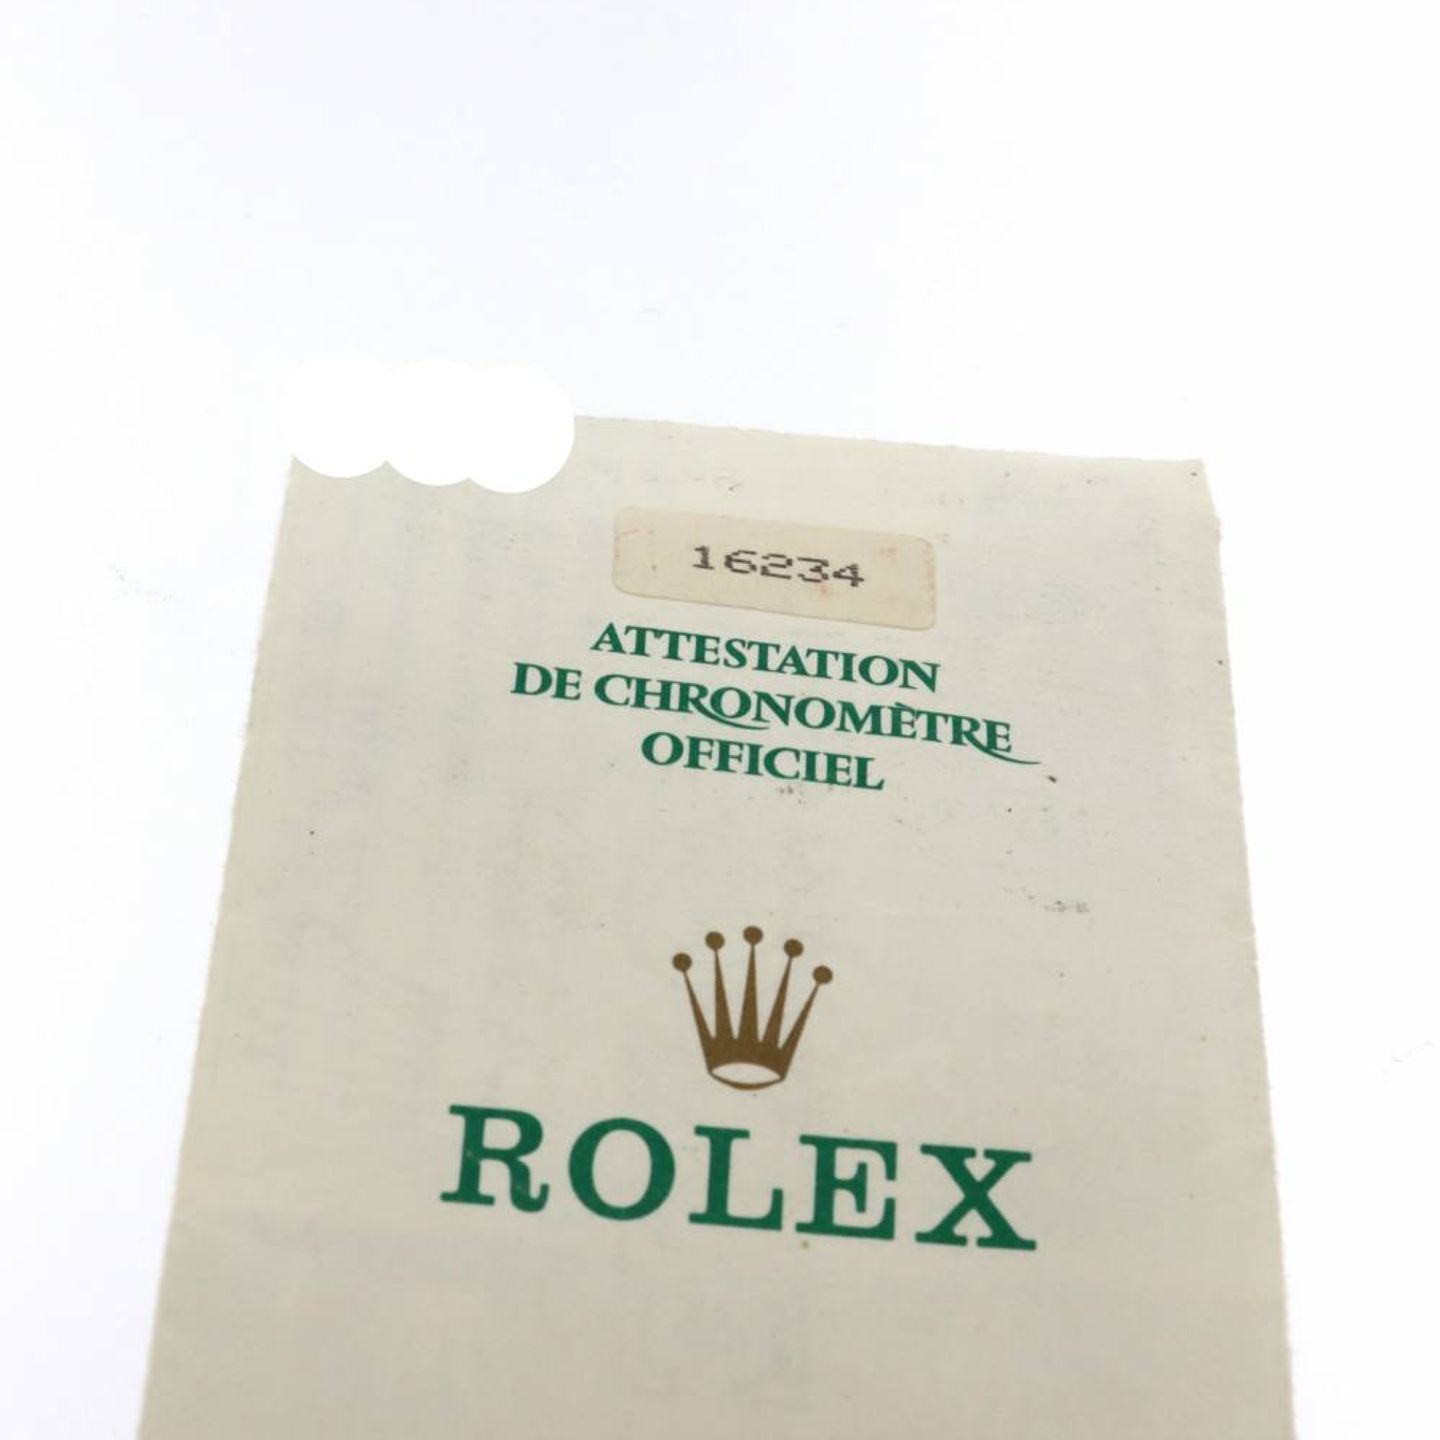 16234
ATTESTATION
DE CHRONOMÈTRE
OFFICIEL
ROLEX